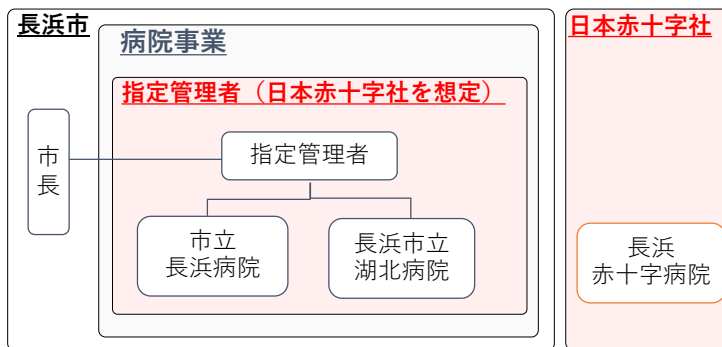 長浜市
病院事業
指定管理者（日本赤十字社を想定）
市
長
指定管理者
市立
長浜病院
長浜市立
湖北病院
日本赤十字社
長浜
赤十字病院